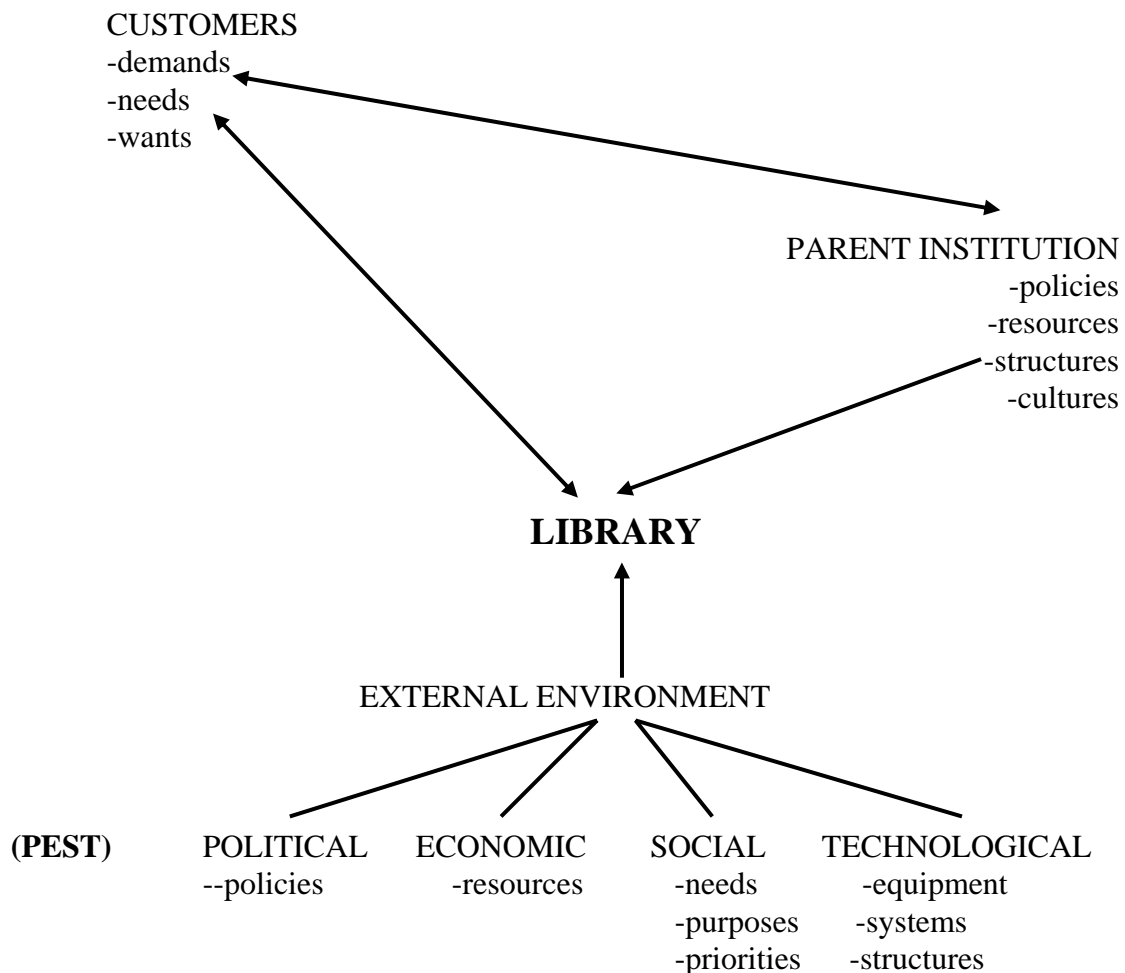 CUSTOMERS
-demands
-needs
-wants
PARENT INSTITUTION
-policies
-resources
-structures
-cultures
LIBRARY
EXTERNAL ENVIRONMENT
(PEST) POLITICAL ECONOMIC SOCIAL TECHNOLOGICAL
--policies -resources -needs -equipment
-purposes -systems
-priorities -structures